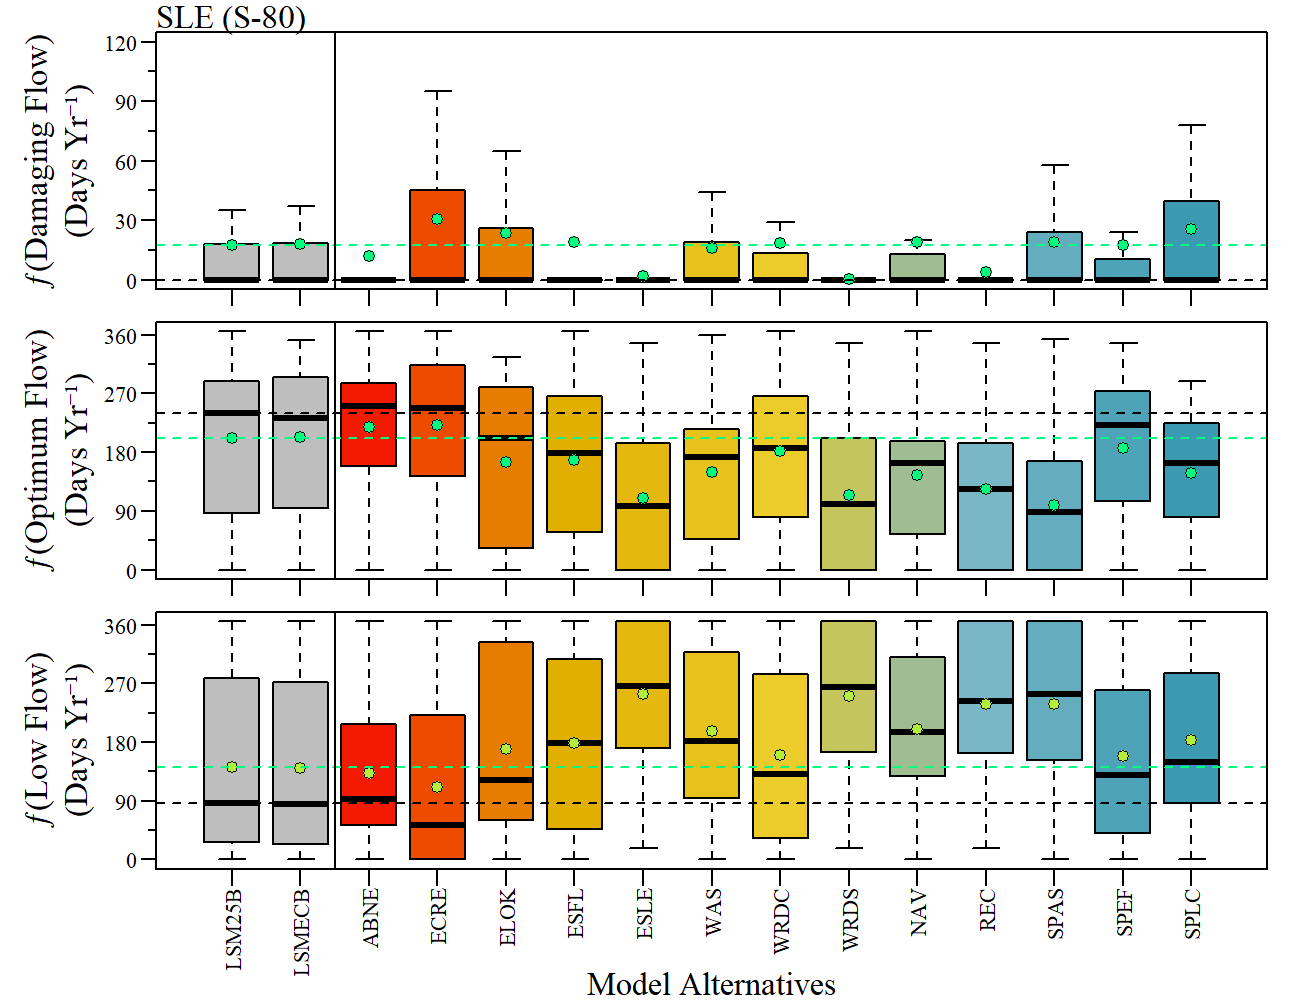 SLE (S-80)
f(Damaging Flow)
(Days Yr⁻¹)
120
90
60
30
0
f(Optimum Flow)
(Days Yr⁻¹)
360
270
180
90
0
f(Low Flow)
(Days Yr⁻¹)
360
270
180
90
0
LSM25B
LSMECB
ABNE
ECRE
ELOK
ESFL
ESLE
WAS
WRDC
WRDS
NAV
REC
SPAS
SPEF
SPLC
Model Alternatives